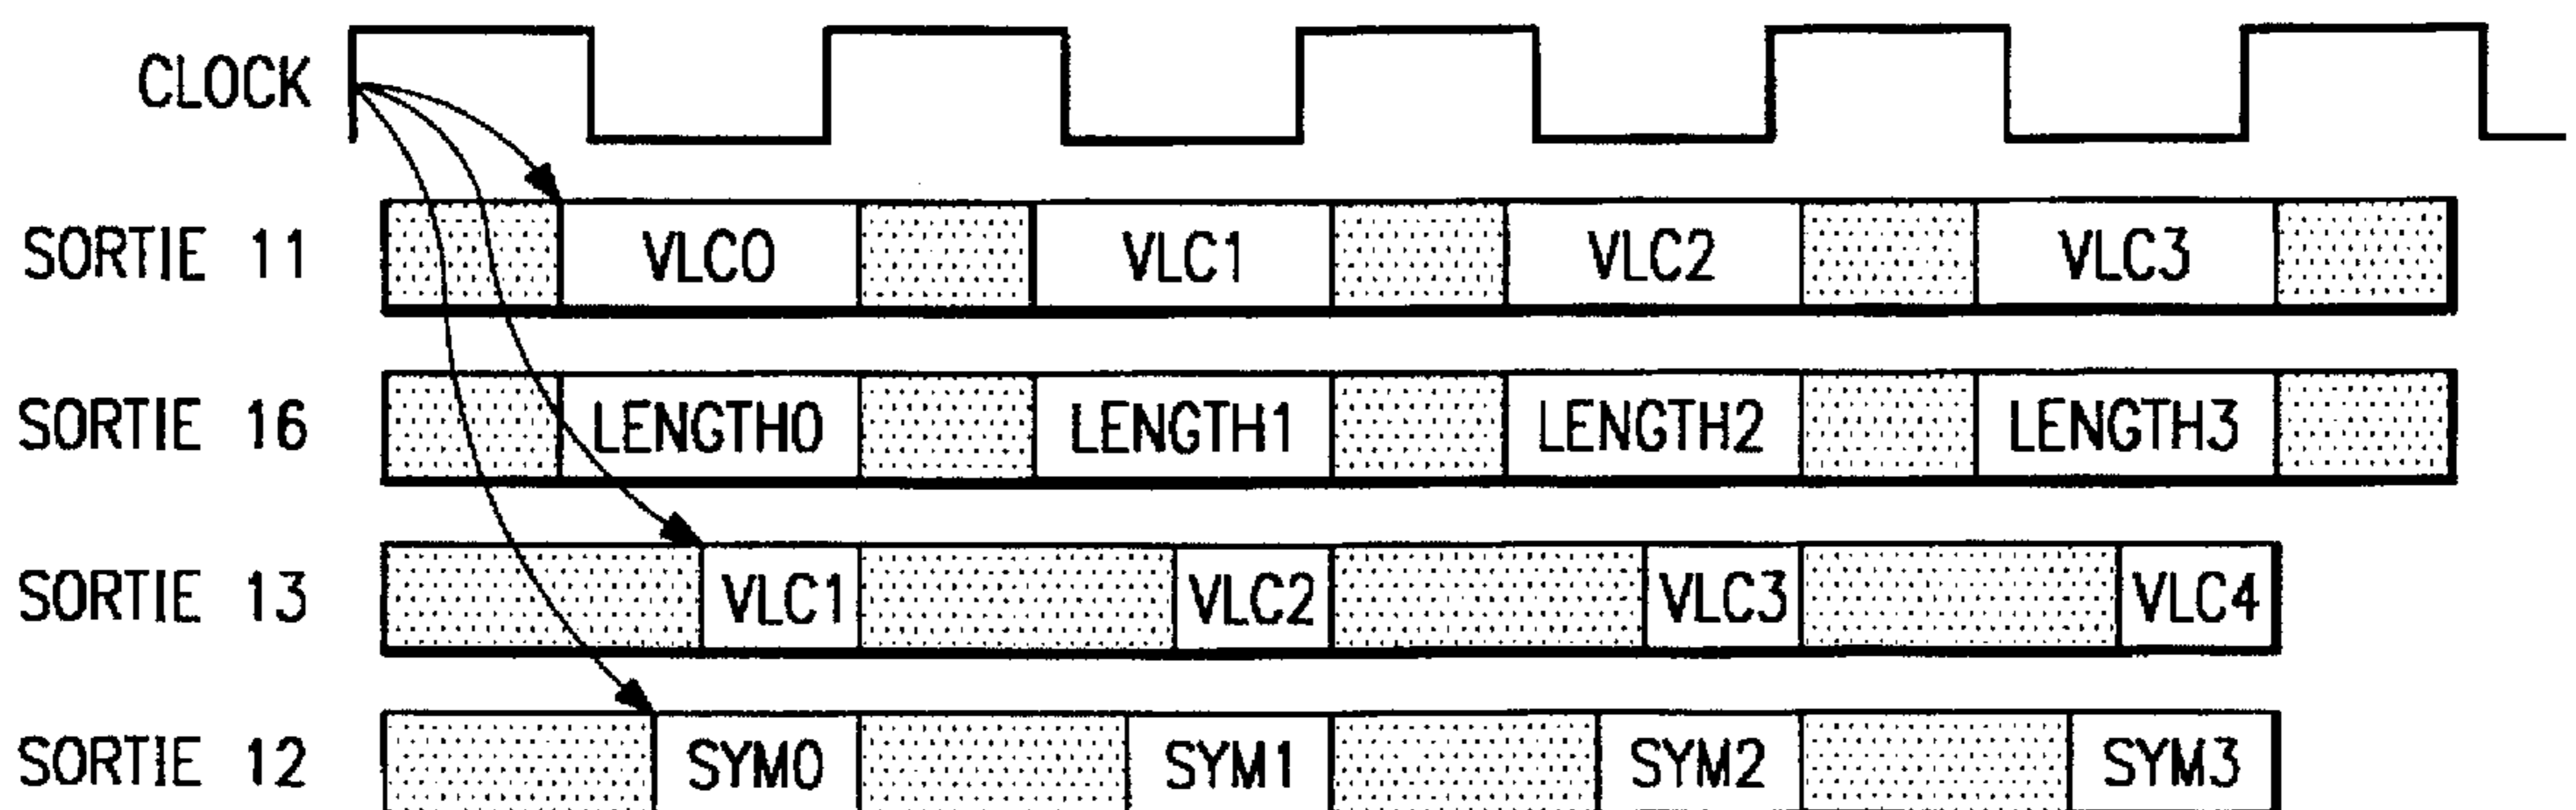 CLOCK
SORTIE 11 VLC0 VLC1 VLC2 VLC3
SORTIE 16 LENGTH0 LENGTH1 LENGTH2 LENGTH3
SORTIE 13 VLC1 VLC2 VLC3 VLC4
SORTIE 12 SYM0 SYM1 SYM2 SYM3